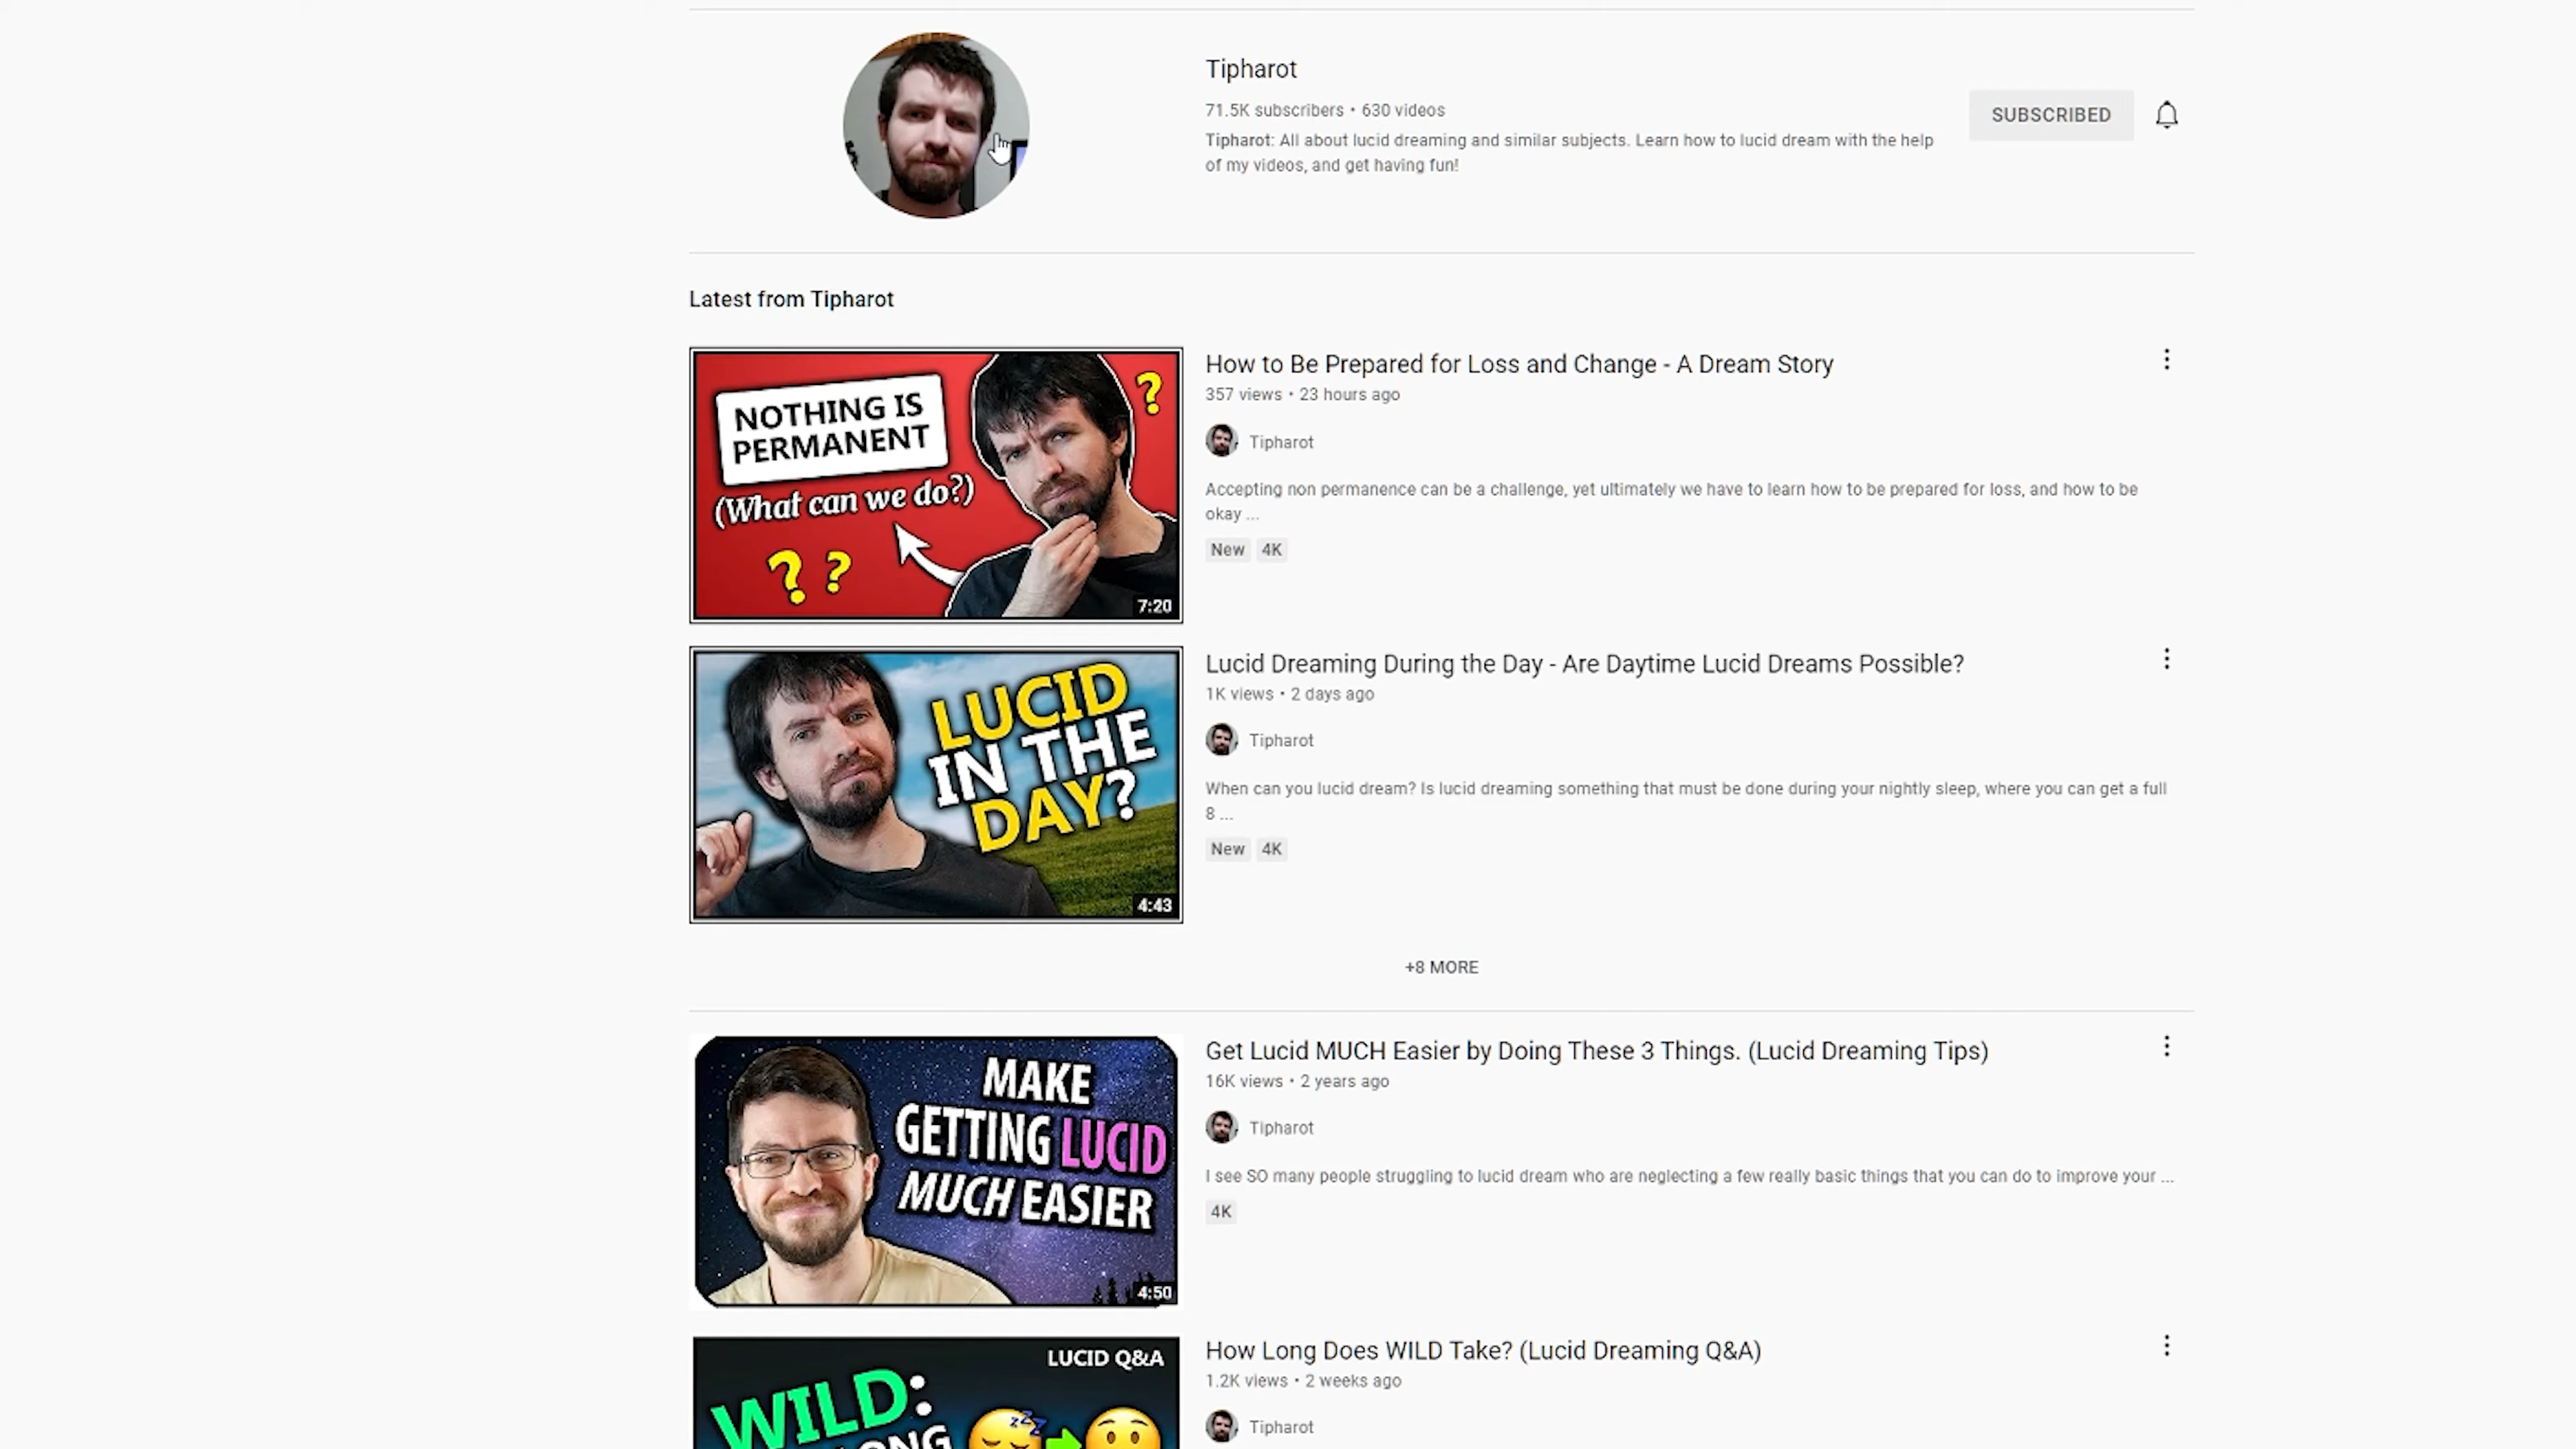 Tipharot
71.5K subscribers • 630 videos
Tipharot: All about lucid dreaming and similar subjects. Learn how to lucid dream with the help
of my videos, and get having fun!
SUBSCRIBED
Latest from Tipharot
NOTHING IS
PERMANENT
(What can we do?)
?
? ?
7:20
How to Be Prepared for Loss and Change - A Dream Story
357 views • 23 hours ago
Tipharot
Accepting non permanence can be a challenge, yet ultimately we have to learn how to be prepared for loss, and how to be
okay ...
New 4K
LUCID
IN THE
DAY?
4:43
Lucid Dreaming During the Day - Are Daytime Lucid Dreams Possible?
1K views • 2 days ago
Tipharot
When can you lucid dream? Is lucid dreaming something that must be done during your nightly sleep, where you can get a full
8 ...
New 4K
+8 MORE
MAKE
GETTING LUCID
MUCH EASIER
4:50
Get Lucid MUCH Easier by Doing These 3 Things. (Lucid Dreaming Tips)
16K views • 2 years ago
Tipharot
I see SO many people struggling to lucid dream who are neglecting a few really basic things that you can do to improve your ...
4K
LUCID Q&A
WILD:
How Long Does WILD Take? (Lucid Dreaming Q&A)
1.2K views • 2 weeks ago
Tipharot